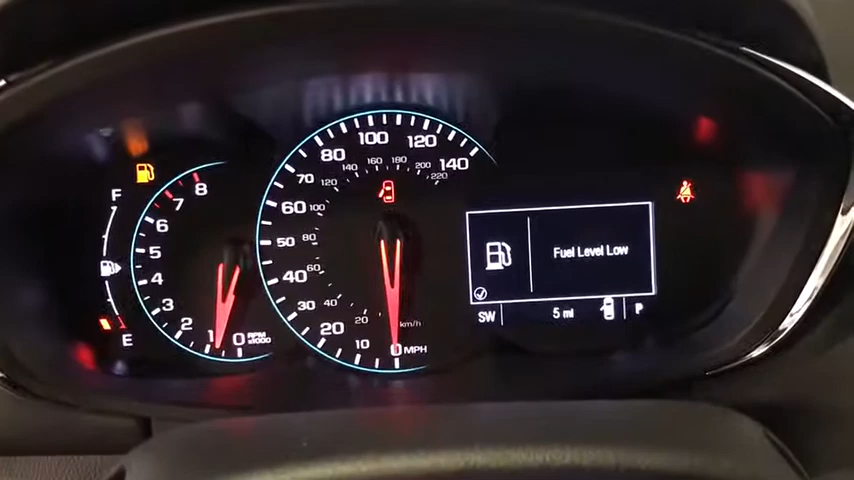 F
E
0 1 2 3 4 5 6 7 8
RPM
x1000
0 10 20 30 40 50 60 70 80 100 120 140
MPH
20 40 60 80 100 120 140 160 180 200 220
km/h
Fuel Level Low
SW
5 mi
P